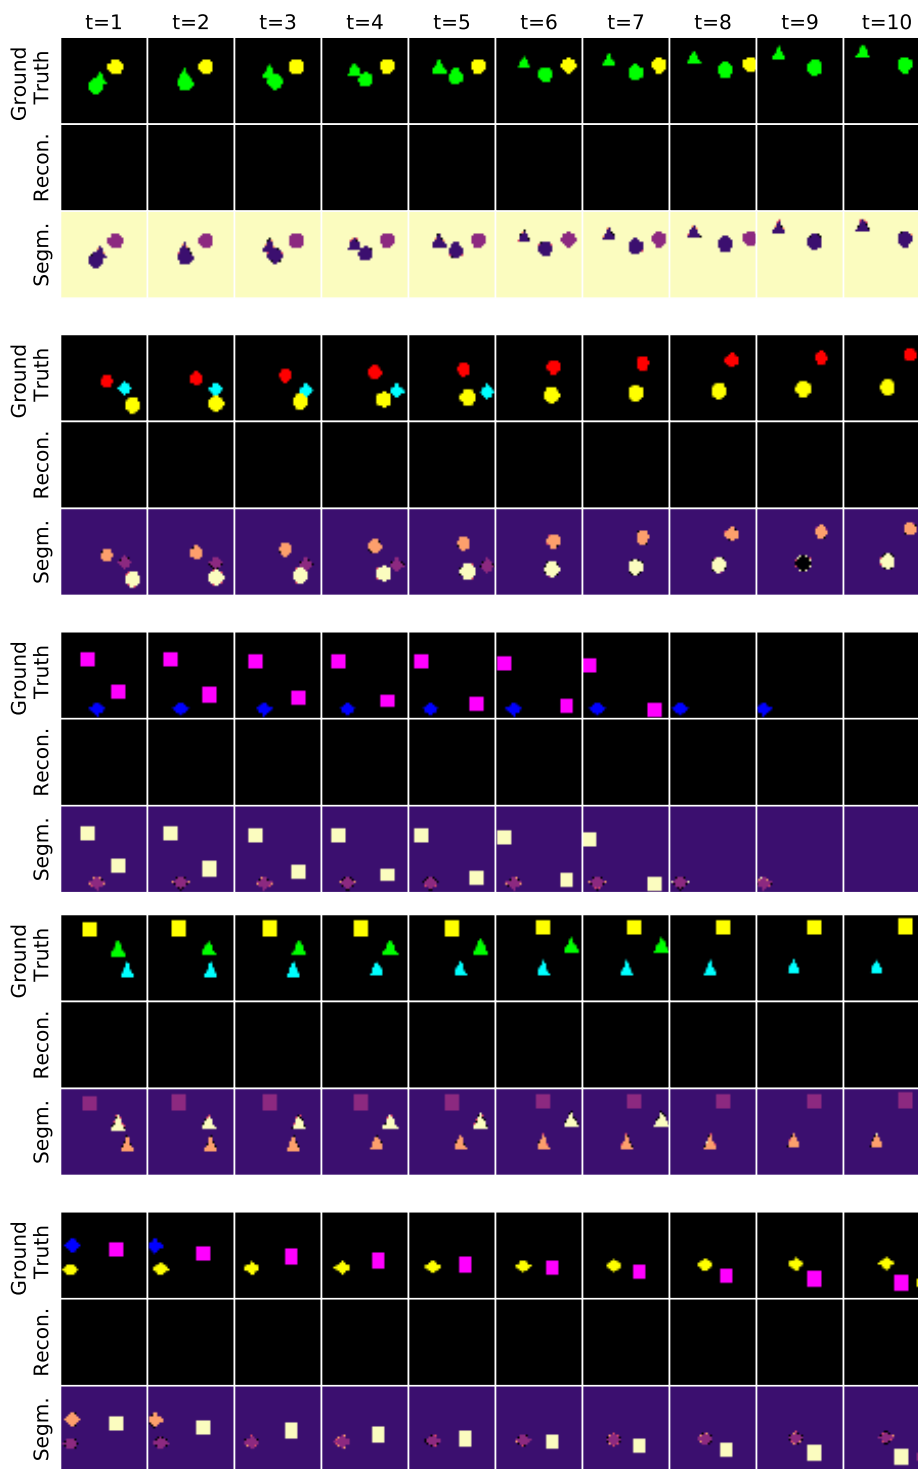 t=1 t=2 t=3 t=4 t=5 t=6 t=7 t=8 t=9 t=10
Ground
Truth
Recon.
Segm.
Ground
Truth
Recon.
Segm.
Ground
Truth
Recon.
Segm.
Ground
Truth
Recon.
Segm.
Ground
Truth
Recon.
Segm.